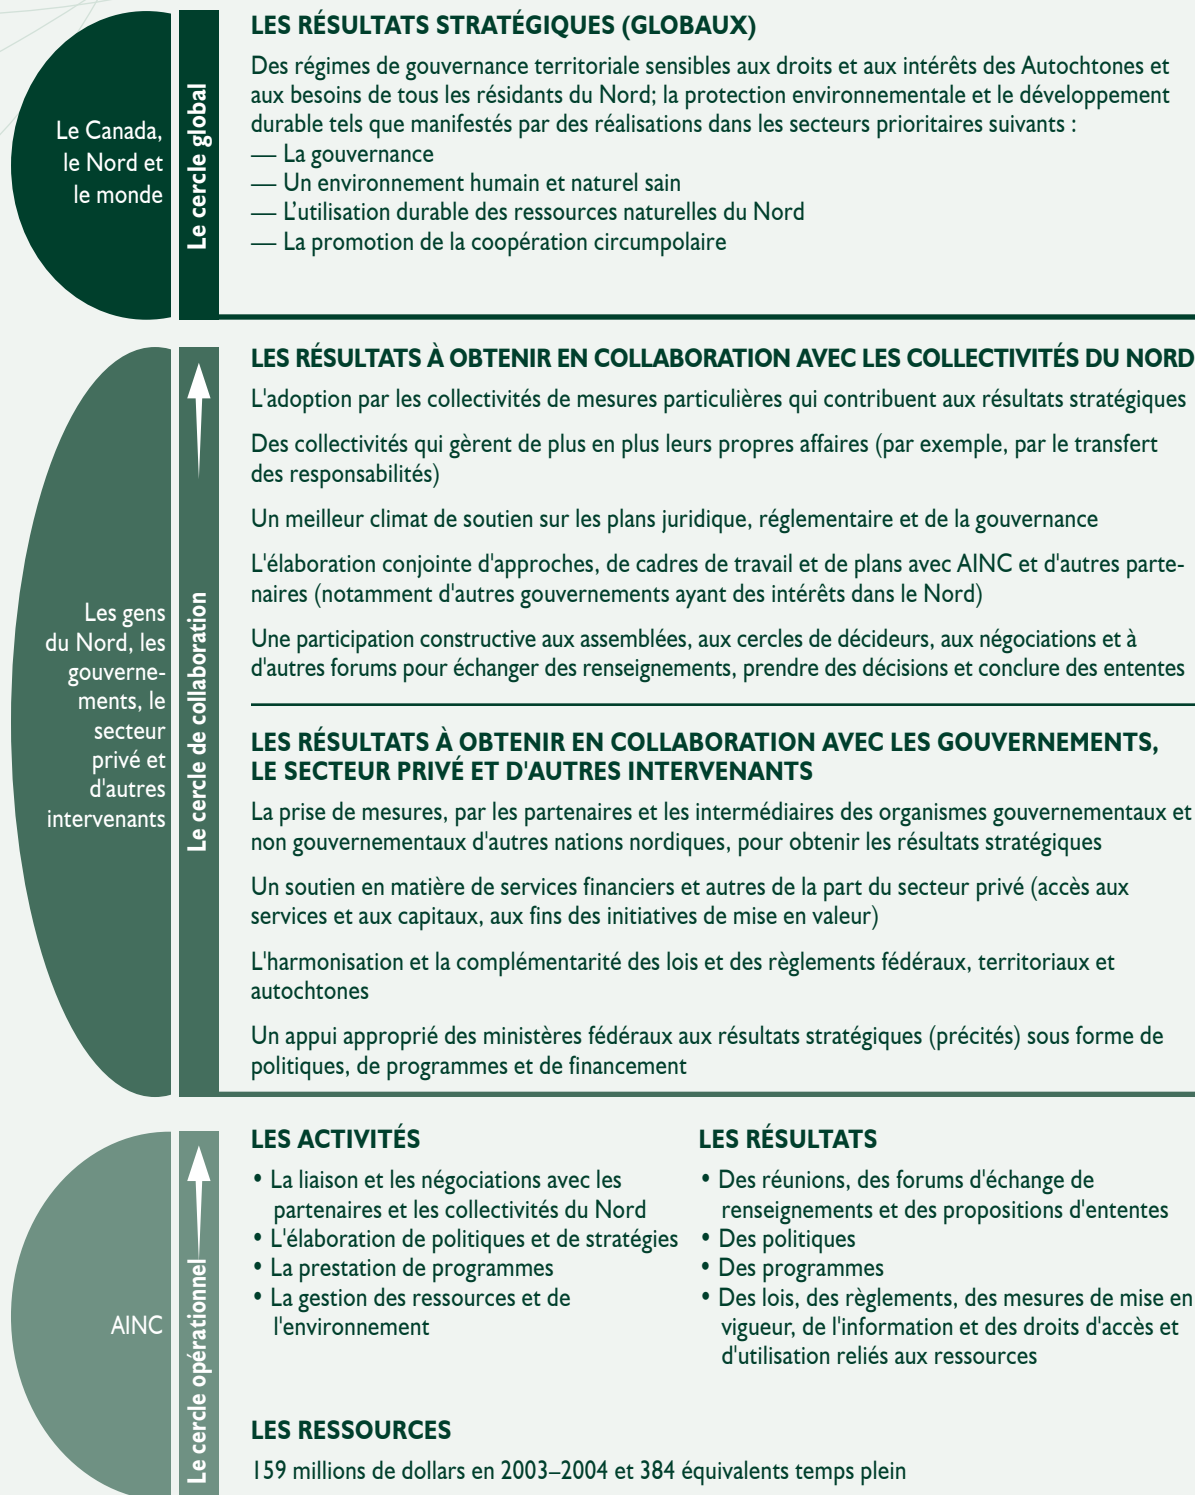 Le Canada,
le Nord et
le monde
Le cercle global
LES RÉSULTATS STRATÉGIQUES (GLOBAUX)
Des régimes de gouvernance territoriale sensibles aux droits et aux intérêts des Autochtones et
aux besoins de tous les résidants du Nord; la protection environnementale et le développement
durable tels que manifestés par des réalisations dans les secteurs prioritaires suivants :
— La gouvernance
— Un environnement humain et naturel sain
— L’utilisation durable des ressources naturelles du Nord
— La promotion de la coopération circumpolaire
Les gens
du Nord, les
gouverne-
ments, le
secteur
privé et
d'autres
intervenants
Le cercle de collaboration
LES RÉSULTATS À OBTENIR EN COLLABORATION AVEC LES COLLECTIVITÉS DU NORD
L'adoption par les collectivités de mesures particulières qui contribuent aux résultats stratégiques
Des collectivités qui gèrent de plus en plus leurs propres affaires (par exemple, par le transfert
des responsabilités)
Un meilleur climat de soutien sur les plans juridique, réglementaire et de la gouvernance
L'élaboration conjointe d'approches, de cadres de travail et de plans avec AINC et d'autres parte-
naires (notamment d'autres gouvernements ayant des intérêts dans le Nord)
Une participation constructive aux assemblées, aux cercles de décideurs, aux négociations et à
d'autres forums pour échanger des renseignements, prendre des décisions et conclure des ententes
LES RÉSULTATS À OBTENIR EN COLLABORATION AVEC LES GOUVERNEMENTS,
LE SECTEUR PRIVÉ ET D'AUTRES INTERVENANTS
La prise de mesures, par les partenaires et les intermédiaires des organismes gouvernementaux et
non gouvernementaux d'autres nations nordiques, pour obtenir les résultats stratégiques
Un soutien en matière de services financiers et autres de la part du secteur privé (accès aux
services et aux capitaux, aux fins des initiatives de mise en valeur)
L'harmonisation et la complémentarité des lois et des règlements fédéraux, territoriaux et
autochtones
Un appui approprié des ministères fédéraux aux résultats stratégiques (précités) sous forme de
politiques, de programmes et de financement
AINC
Le cercle opérationnel
LES ACTIVITÉS
• La liaison et les négociations avec les
partenaires et les collectivités du Nord
• L'élaboration de politiques et de stratégies
• La prestation de programmes
• La gestion des ressources et de
l'environnement
LES RÉSULTATS
• Des réunions, des forums d'échange de
renseignements et des propositions d'ententes
• Des politiques
• Des programmes
• Des lois, des règlements, des mesures de mise en
vigueur, de l'information et des droits d'accès et
d'utilisation reliés aux ressources
LES RESSOURCES
159 millions de dollars en 2003–2004 et 384 équivalents temps plein